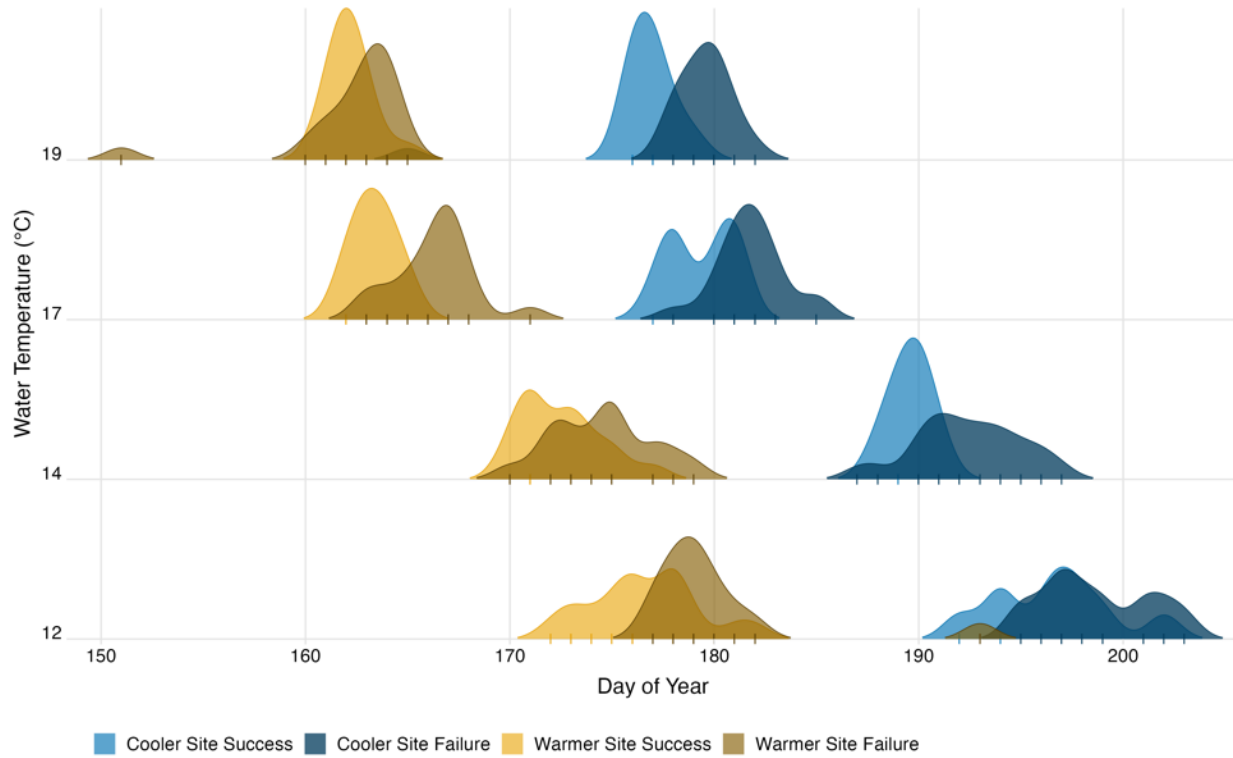 Water Temperature (°C)
19
17
14
12
150 160 170 180 190 200
Day of Year
Cooler Site Success Cooler Site Failure Warmer Site Success Warmer Site Failure